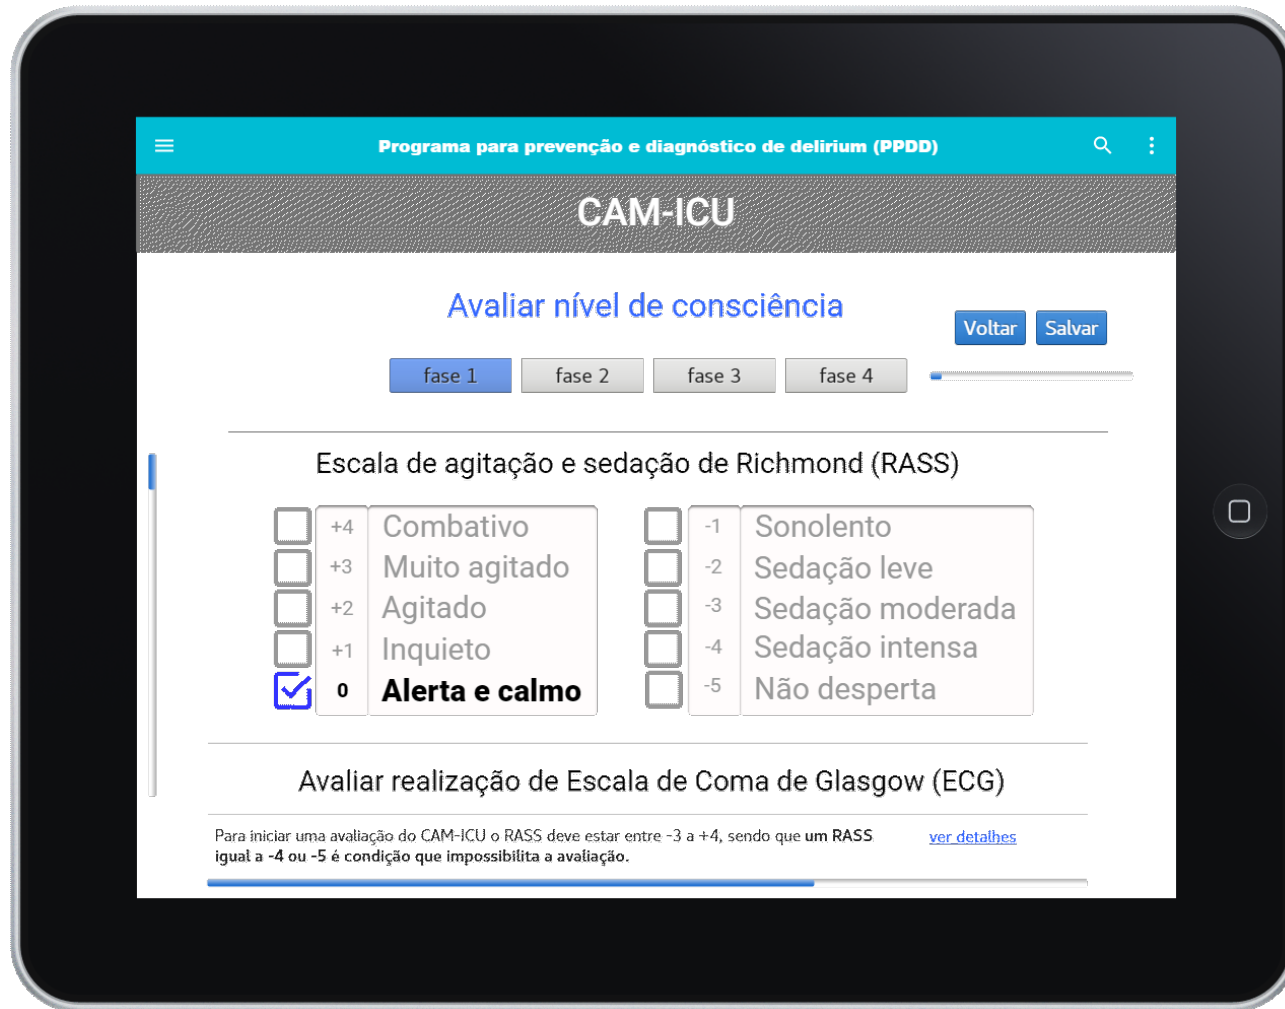 Programa para prevenção e diagnóstico de delirium (PPDD)
CAM-ICU
Avaliar nível de consciência
Voltar Salvar
fase 1 fase 2 fase 3 fase 4
Escala de agitação e sedação de Richmond (RASS)
+4 Combativo
+3 Muito agitado
+2 Agitado
+1 Inquieto
0 Alerta e calmo
-1 Sonolento
-2 Sedação leve
-3 Sedação moderada
-4 Sedação intensa
-5 Não desperta
Avaliar realização de Escala de Coma de Glasgow (ECG)
Para iniciar uma avaliação do CAM-ICU o RASS deve estar entre -3 a +4, sendo que um RASS
igual a -4 ou -5 é condição que impossibilita a avaliação.
ver detalhes